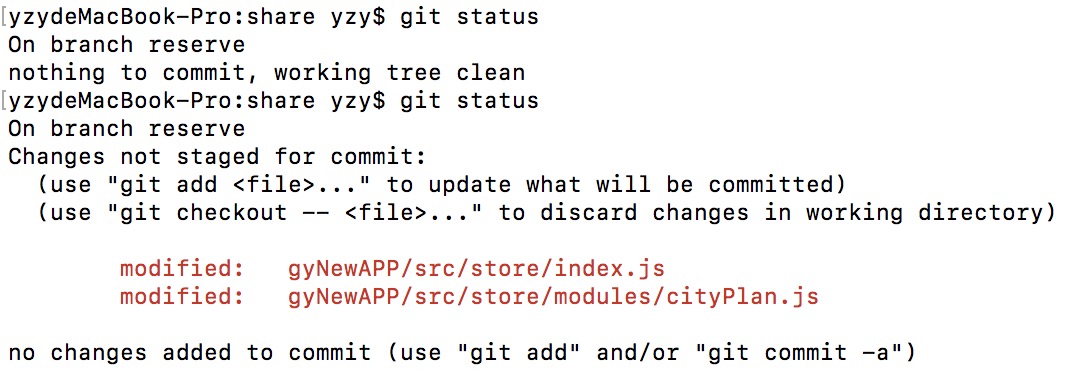 [yzydeMacBook-Pro:share yzy$ git status
On branch reserve
nothing to commit, working tree clean
[yzydeMacBook-Pro:share yzy$ git status
On branch reserve
Changes not staged for commit:
  (use "git add <file>..." to update what will be committed)
  (use "git checkout -- <file>..." to discard changes in working directory)
        modified:   gyNewAPP/src/store/index.js
        modified:   gyNewAPP/src/store/modules/cityPlan.js
no changes added to commit (use "git add" and/or "git commit -a")